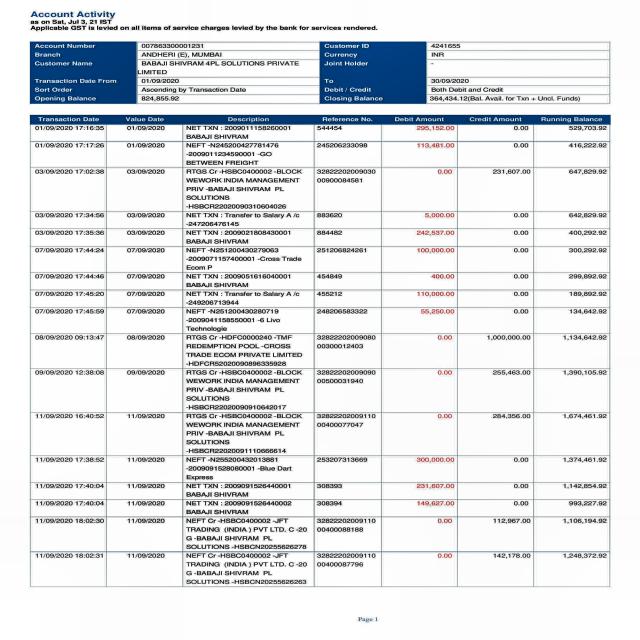 Account Activity
as on Sat, Jul 3, 21 IST
Applicable GST is levied on all items of service charges levied by the bank for services rendered.
Account Number 007863300001231 Customer ID 4241655
Branch ANDHERI (E), MUMBAI Currency INR
Customer Name BABAJI SHIVRAM 4PL SOLUTIONS PRIVATE Joint Holder -
LIMITED
Transaction Date From 01/09/2020 To 30/09/2020
Sort Order Ascending by Transaction Date Debit / Credit Both Debit and Credit
Opening Balance 824,855.92 Closing Balance 364,434.12(Bal. Avail. for Txn + Uncl. Funds)
Transaction Date Value Date Description Reference No. Debit Amount Credit Amount Running Balance
01/09/2020 17:16:35 01/09/2020 NET TXN : 2009011158260001 544454 295,152.00 0.00 529,703.92
BABAJI SHIVRAM
01/09/2020 17:17:26 01/09/2020 NEFT -N245200427781476 245206233098 113,481.00 0.00 416,222.92
-2009011234590001 -GO
BETWEEN FREIGHT
03/09/2020 17:02:38 03/09/2020 RTGS Cr -HSBC0400002 -BLOCK 32822202009030 0.00 231,607.00 647,829.92
WEWORK INDIA MANAGEMENT 00900084581
PRIV -BABAJI SHIVRAM PL
SOLUTIONS
-HSBCR22020090310604026
03/09/2020 17:34:56 03/09/2020 NET TXN : Transfer to Salary A /c 883620 5,000.00 0.00 642,829.92
-247206476145
03/09/2020 17:35:36 03/09/2020 NET TXN : 2009021808430001 884482 242,537.00 0.00 400,292.92
BABAJI SHIVRAM
07/09/2020 17:44:24 07/09/2020 NEFT -N251200430279063 251206824261 100,000.00 0.00 300,292.92
-2009071157400001 -Cross Trade
Ecom P
07/09/2020 17:44:46 07/09/2020 NET TXN : 2009051616040001 454849 400.00 0.00 299,892.92
BABAJI SHIVRAM
07/09/2020 17:45:20 07/09/2020 NET TXN : Transfer to Salary A /c 455212 110,000.00 0.00 189,892.92
-249206713944
07/09/2020 17:45:59 07/09/2020 NEFT -N251200430280719 248206583322 55,250.00 0.00 134,642.92
-2009041158550001 -6 Livo
Technologie
08/09/2020 09:13:47 08/09/2020 RTGS Cr -HDFC0000240 -TMF 32822202009080 0.00 1,000,000.00 1,134,642.92
REDEMPTION POOL -CROSS 00300012403
TRADE ECOM PRIVATE LIMITED
-HDFCR52020090896335928
09/09/2020 12:38:08 09/09/2020 RTGS Cr -HSBC0400002 -BLOCK 32822202009090 0.00 255,463.00 1,390,105.92
WEWORK INDIA MANAGEMENT 00500031940
PRIV -BABAJI SHIVRAM PL
SOLUTIONS
-HSBCR22020090910642017
11/09/2020 16:40:52 11/09/2020 RTGS Cr -HSBC0400002 -BLOCK 32822202009110 0.00 284,356.00 1,674,461.92
WEWORK INDIA MANAGEMENT 00400077047
PRIV -BABAJI SHIVRAM PL
SOLUTIONS
-HSBCR22020091110666614
11/09/2020 17:38:52 11/09/2020 NEFT -N255200432013881 253207213669 300,000.00 0.00 1,374,461.92
-2009091528080001 -Blue Dart
Express
11/09/2020 17:40:04 11/09/2020 NET TXN : 2009091526440001 308393 231,607.00 0.00 1,142,854.92
BABAJI SHIVRAM
11/09/2020 17:40:04 11/09/2020 NET TXN : 2009091526440002 308394 149,627.00 0.00 993,227.92
BABAJI SHIVRAM
11/09/2020 18:02:30 11/09/2020 NEFT Cr -HSBC0400002 -JFT 32822202009110 0.00 112,967.00 1,106,194.92
TRADING (INDIA ) PVT LTD. C -20 00400088188
G -BABAJI SHIVRAM PL
SOLUTIONS -HSBCN20255626278
11/09/2020 18:02:31 11/09/2020 NEFT Cr -HSBC0400002 -JFT 32822202009110 0.00 142,178.00 1,248,372.92
TRADING (INDIA ) PVT LTD. C -20 00400087796
G -BABAJI SHIVRAM PL
SOLUTIONS -HSBCN20255626263
Page 1